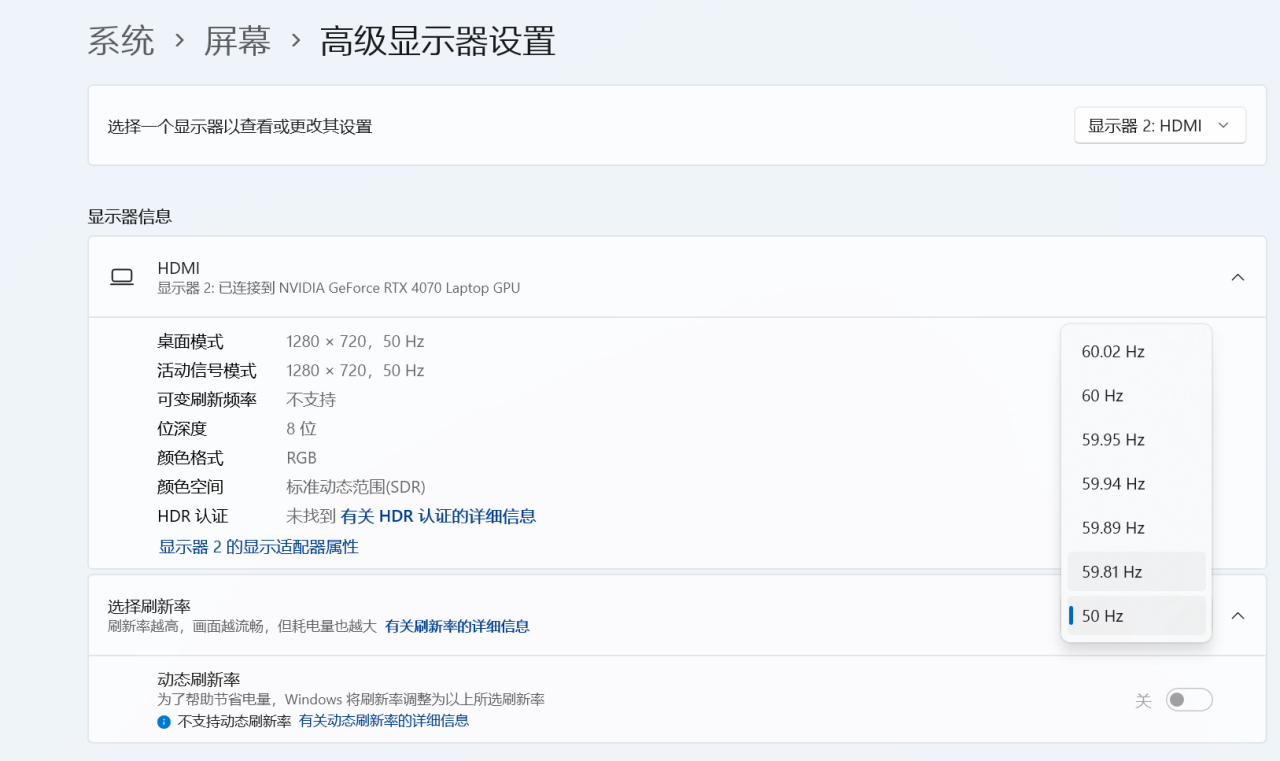 系统 › 屏幕 › 高级显示器设置
选择一个显示器以查看或更改其设置
显示器 2: HDMI
显示器信息
HDMI
显示器 2: 已连接到 NVIDIA GeForce RTX 4070 Laptop GPU
桌面模式 1280 × 720，50 Hz
活动信号模式 1280 × 720，50 Hz
可变刷新频率 不支持
位深度 8 位
颜色格式 RGB
颜色空间 标准动态范围(SDR)
HDR 认证 未找到 有关 HDR 认证的详细信息
显示器 2 的显示适配器属性
60.02 Hz
60 Hz
59.95 Hz
59.94 Hz
59.89 Hz
59.81 Hz
50 Hz
选择刷新率
刷新率越高，画面越流畅，但耗电量也越大 有关刷新率的详细信息
动态刷新率
为了帮助节省电量，Windows 将刷新率调整为以上所选刷新率
不支持动态刷新率 有关动态刷新率的详细信息
关